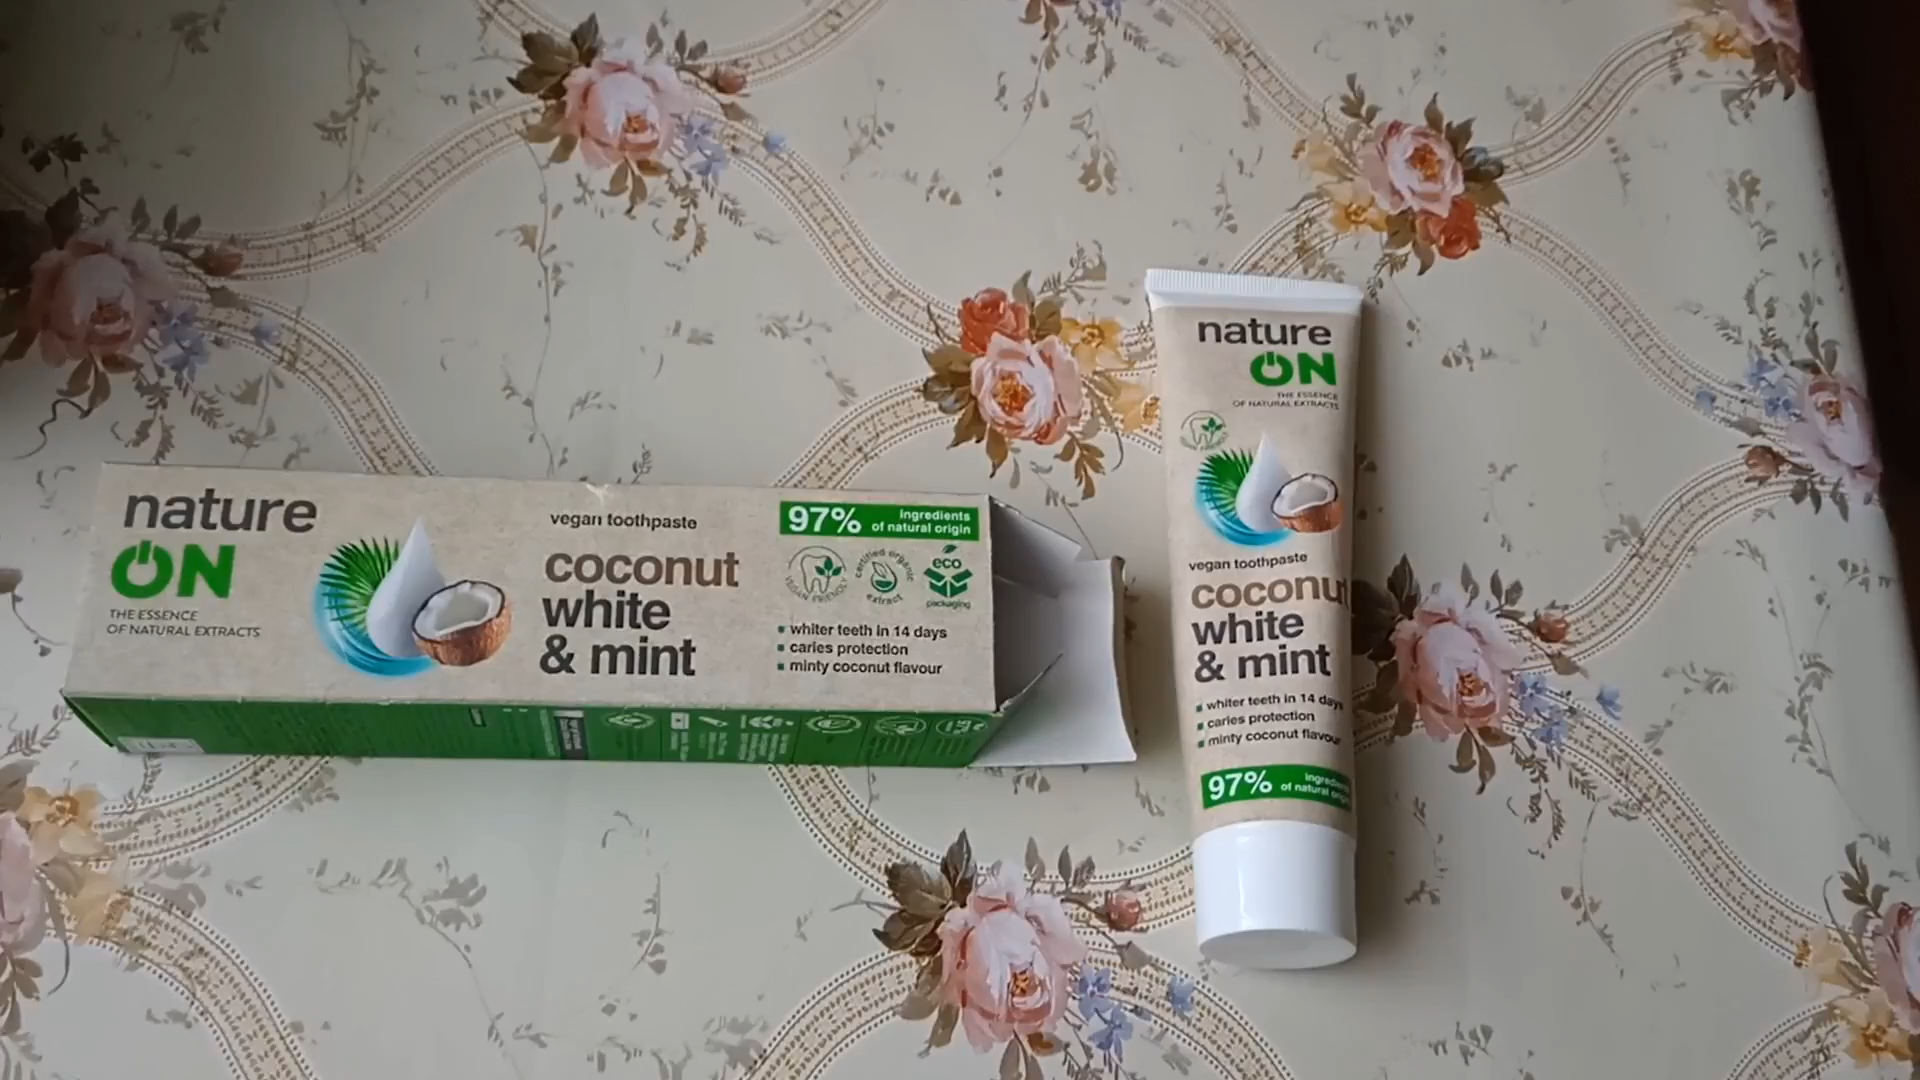 nature
ON
THE ESSENCE
OF NATURAL EXTRACTS
vegan toothpaste
coconut
white
& mint
97% ingredients
of natural origin
VEGAN FRIENDLY
certified organic
extract
eco
packaging
whiter teeth in 14 days
caries protection
minty coconut flavour
nature
ON
THE ESSENCE
OF NATURAL EXTRACTS
vegan toothpaste
coconut
white
& mint
whiter teeth in 14 days
caries protection
minty coconut flavour
97%
of natural